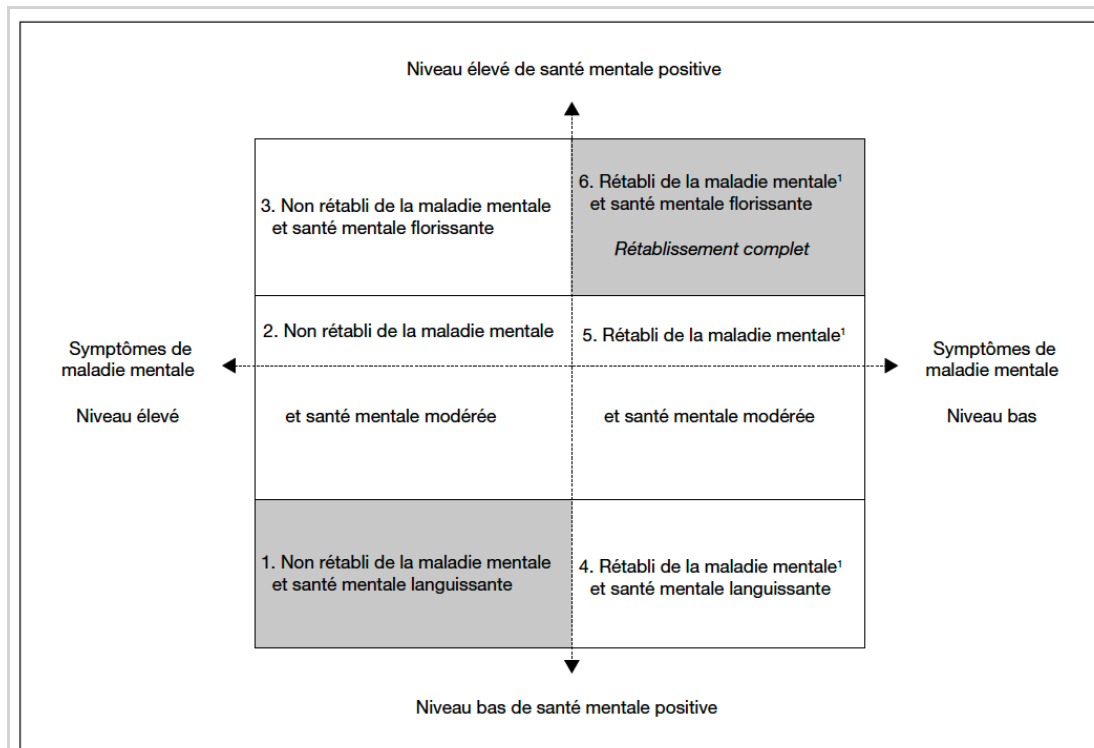 Niveau élevé de santé mentale positive
3. Non rétabli de la maladie mentale
et santé mentale florissante
6. Rétabli de la maladie mentale¹
et santé mentale florissante
Rétablissement complet
Symptômes de
maladie mentale
Niveau élevé
2. Non rétabli de la maladie mentale
et santé mentale modérée
5. Rétabli de la maladie mentale¹
et santé mentale modérée
Symptômes de
maladie mentale
Niveau bas
1. Non rétabli de la maladie mentale
et santé mentale languissante
4. Rétabli de la maladie mentale¹
et santé mentale languissante
Niveau bas de santé mentale positive